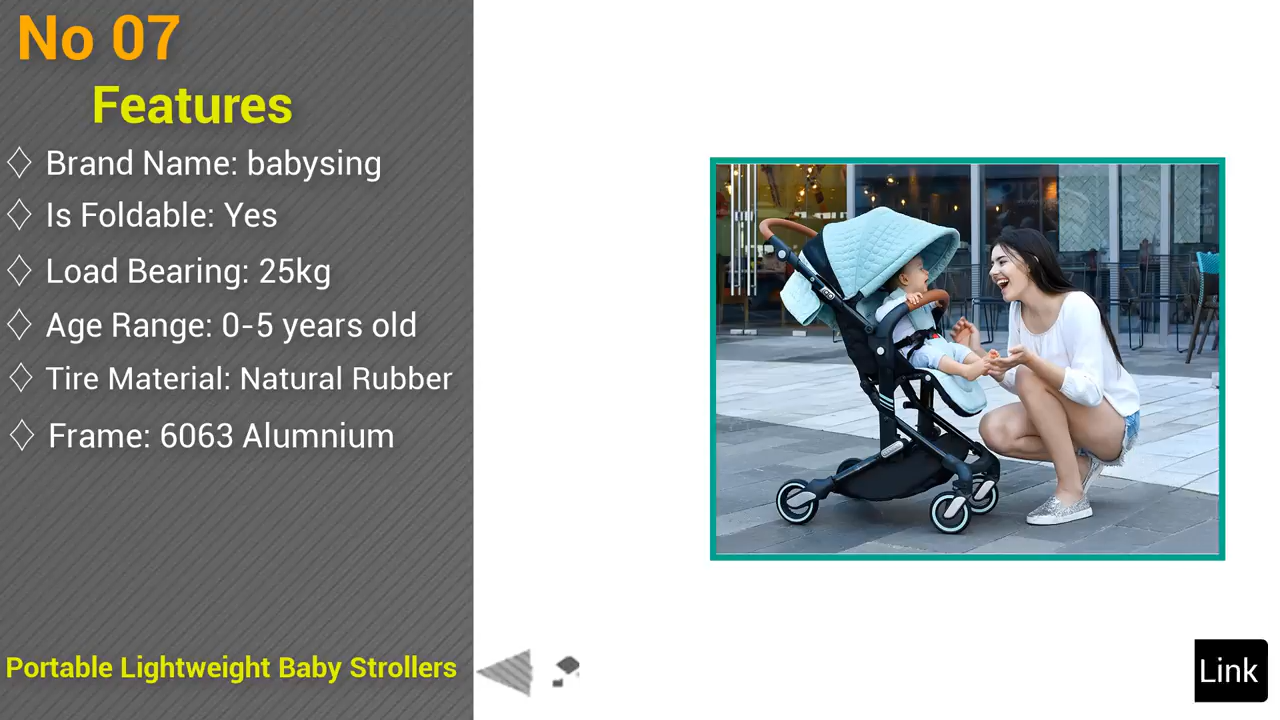 No 07
Features
Brand Name: babysing
Is Foldable: Yes
Load Bearing: 25kg
Age Range: 0-5 years old
Tire Material: Natural Rubber
Frame: 6063 Alumnium
Portable Lightweight Baby Strollers
Link